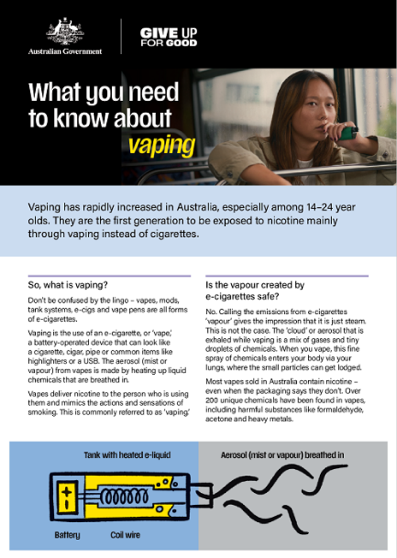 Australian Government
GIVE UP
FOR GOOD
What you need
to know about
vaping
Vaping has rapidly increased in Australia, especially among 14–24 year
olds. They are the first generation to be exposed to nicotine mainly
through vaping instead of cigarettes.
So, what is vaping?
Don't be confused by the lingo – vapes, mods,
tank systems, e-cigs and vape pens are all forms
of e-cigarettes.
Vaping is the use of an e-cigarette, or 'vape,'
a battery-operated device that can look like
a cigarette, cigar, pipe or common items like
highlighters or a USB. The aerosol (mist or
vapour) from vapes is made by heating up liquid
chemicals that are breathed in.
Vapes deliver nicotine to the person who is using
them and mimics the actions and sensations of
smoking. This is commonly referred to as 'vaping.'
Is the vapour created by
e-cigarettes safe?
No. Calling the emissions from e-cigarettes
'vapour' gives the impression that it is just steam.
This is not the case. The 'cloud' or aerosol that is
exhaled while vaping is a mix of gases and tiny
droplets of chemicals. When you vape, this fine
spray of chemicals enters your body via your
lungs, where the small particles can get lodged.
Most vapes sold in Australia contain nicotine –
even when the packaging says they don't. Over
200 unique chemicals have been found in vapes,
including harmful substances like formaldehyde,
acetone and heavy metals.
Tank with heated e-liquid
Aerosol (mist or vapour) breathed in
Battery
Coil wire